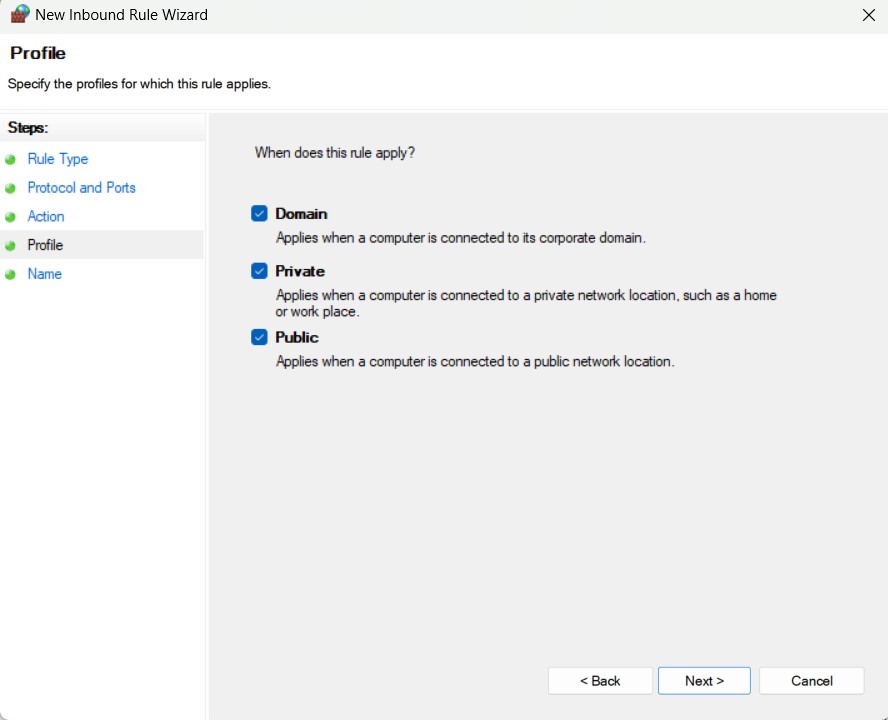 New Inbound Rule Wizard
Profile
Specify the profiles for which this rule applies.
Steps:
Rule Type
Protocol and Ports
Action
Profile
Name
When does this rule apply?
Domain
Applies when a computer is connected to its corporate domain.
Private
Applies when a computer is connected to a private network location, such as a home
or work place.
Public
Applies when a computer is connected to a public network location.
< Back
Next >
Cancel